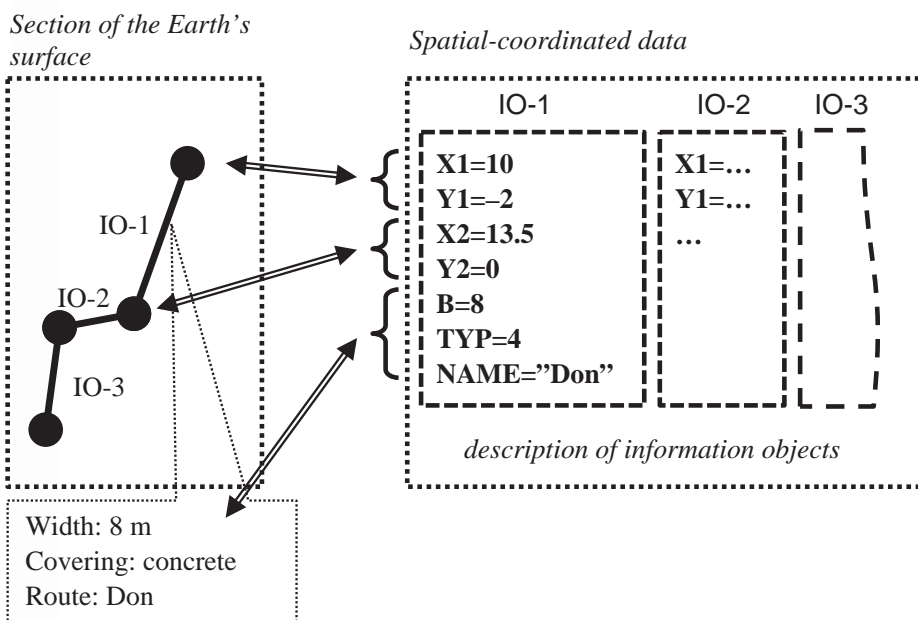 Section of the Earth's
surface
IO-1
IO-2
IO-3
Width: 8 m
Covering: concrete
Route: Don
Spatial-coordinated data
IO-1
X1=10
Y1=–2
X2=13.5
Y2=0
B=8
TYP=4
NAME=”Don”
IO-2
X1=…
Y1=…
…
IO-3
description of information objects